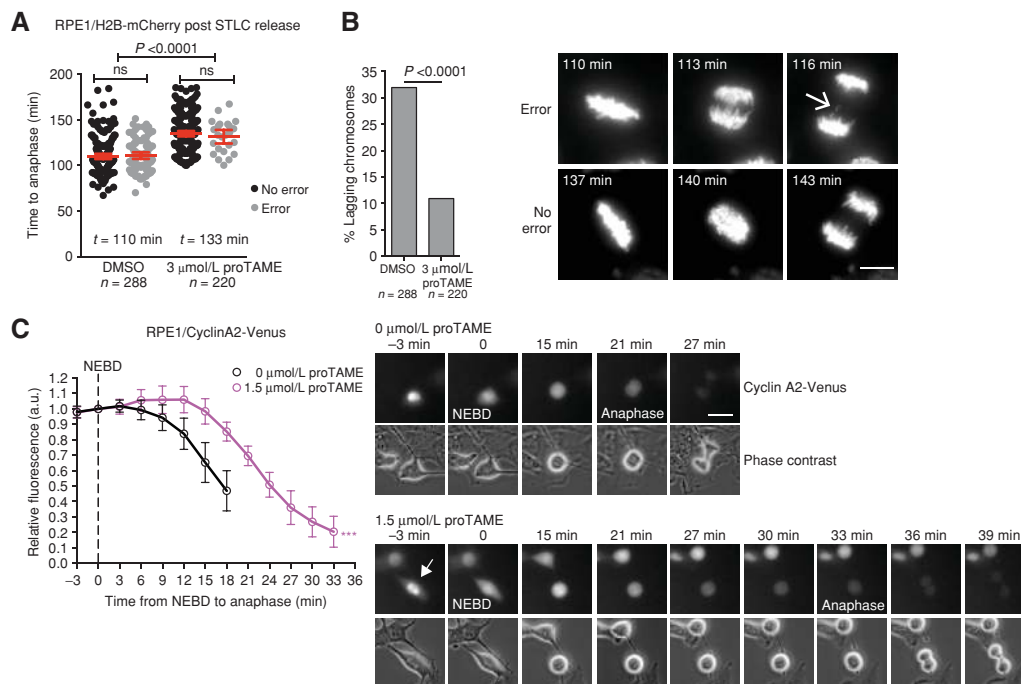 A
RPE1/H2B-mCherry post STLC release
P <0.0001
ns
ns
200
150
100
50
0
Time to anaphase (min)
No error
Error
t = 110 min
t = 133 min
DMSO
n = 288
3 μmol/L proTAME
n = 220
B
P <0.0001
35
30
25
20
15
10
5
0
% Lagging chromosomes
DMSO
n = 288
3 μmol/L
proTAME
n = 220
Error
110 min
113 min
116 min
No
error
137 min
140 min
143 min
C
RPE1/CyclinA2-Venus
NEBD
0 μmol/L proTAME
1.5 μmol/L proTAME
1.2
1.1
1.0
0.9
0.8
0.7
0.6
0.5
0.4
0.3
0.2
0.1
0.0
Relative fluorescence (a.u.)
***
–3 0 3 6 9 12 15 18 21 24 27 30 33 36
Time from NEBD to anaphase (min)
0 μmol/L proTAME
–3 min 0 15 min 21 min 27 min
NEBD
Anaphase
Cyclin A2-Venus
Phase contrast
1.5 μmol/L proTAME
–3 min 0 15 min 21 min 27 min 30 min 33 min 36 min 39 min
NEBD
Anaphase